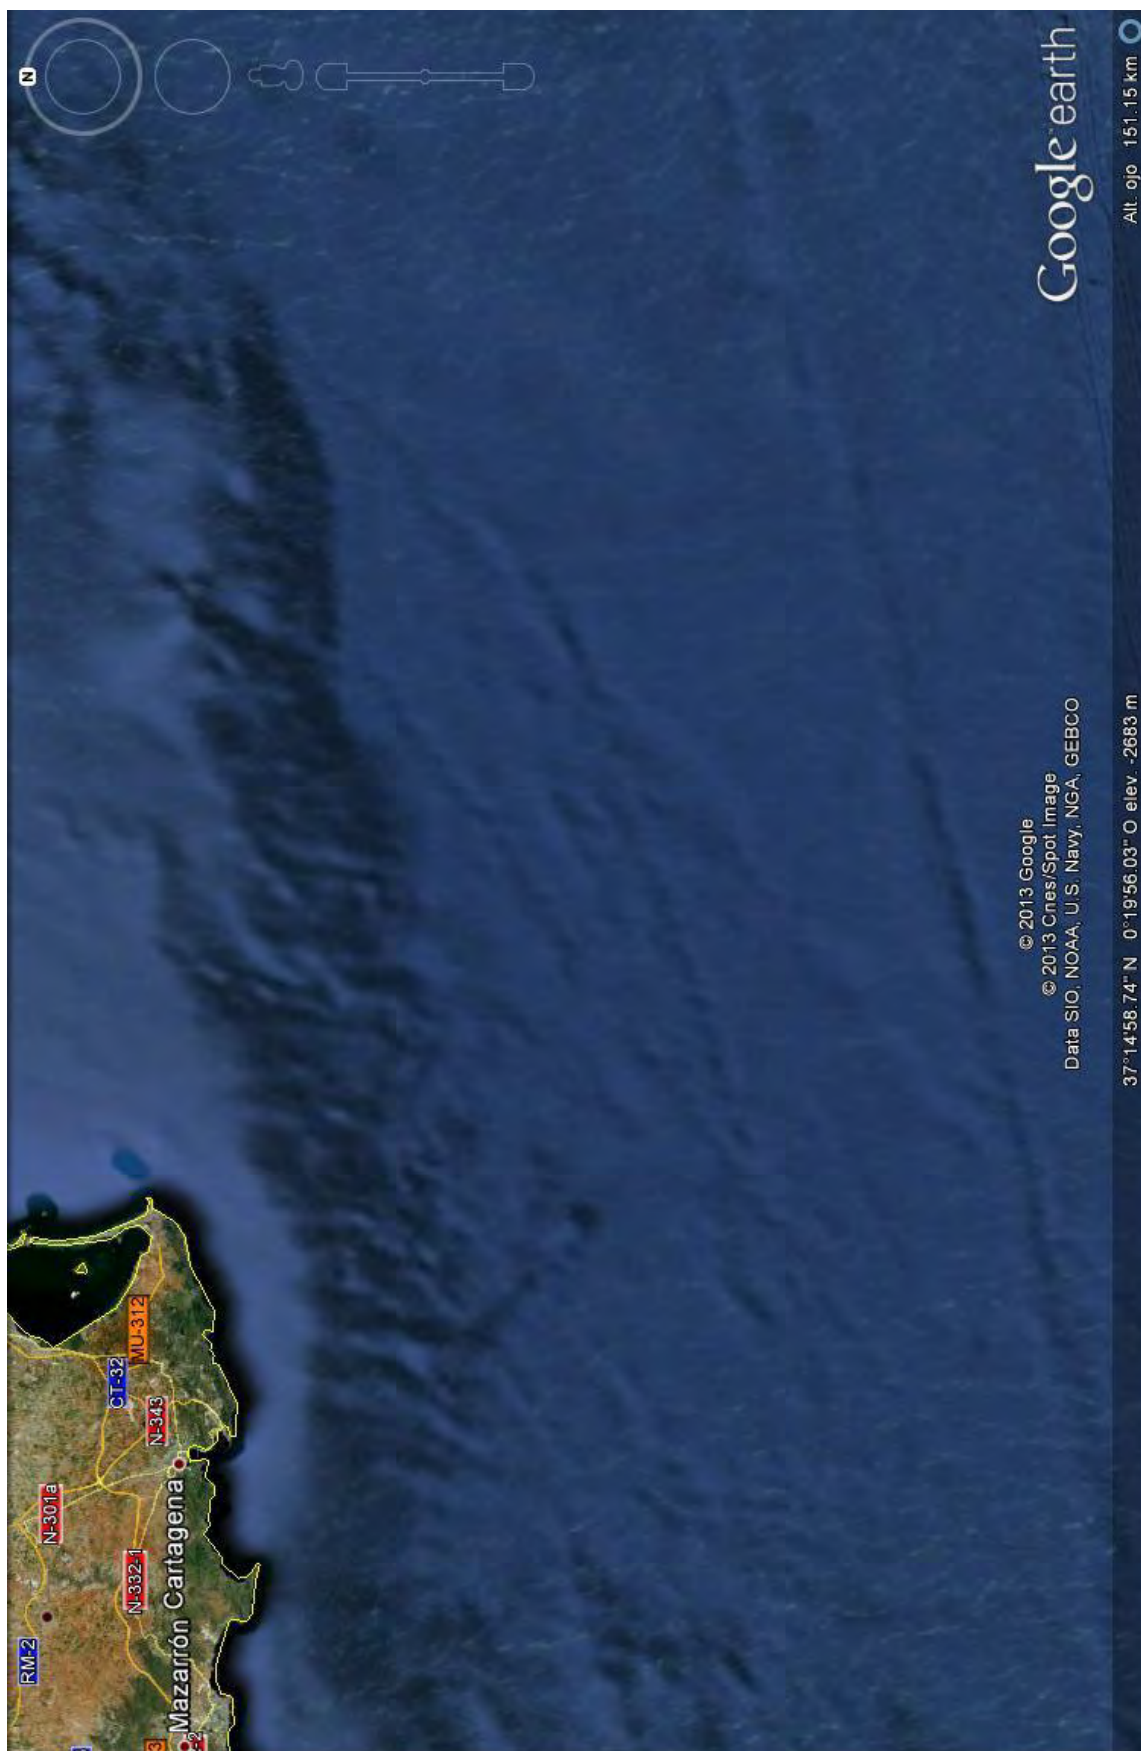 N
RM-2
N-301a
CT-32
MU-312
N-343
N-332-1
Mazarrón
Cartagena
3
-2
© 2013 Google
© 2013 Cnes/Spot Image
Data SIO, NOAA, U.S. Navy, NGA, GEBCO
Google earth
37°14'58.74" N 0°19'56.03" O elev. -2683 m
Alt. ojo 151.15 km